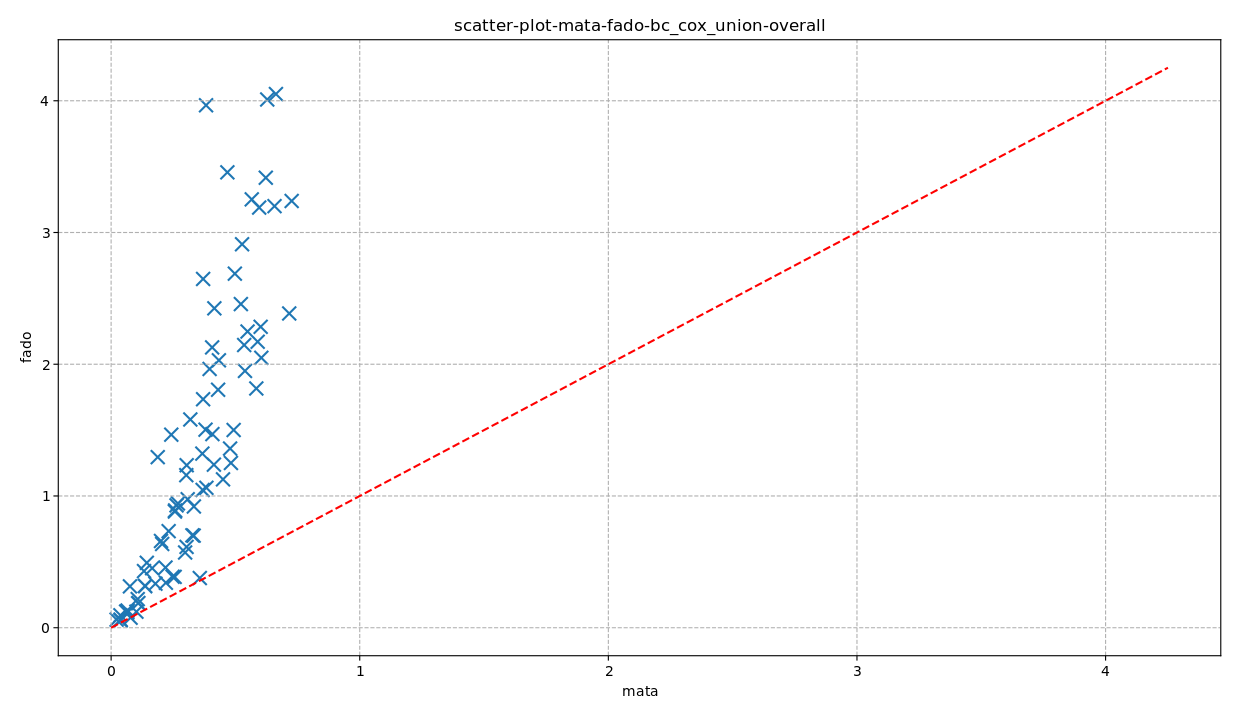 scatter-plot-mata-fado-bc_cox_union-overall
4
3
fado
2
1
0
0 1 2 3 4
mata